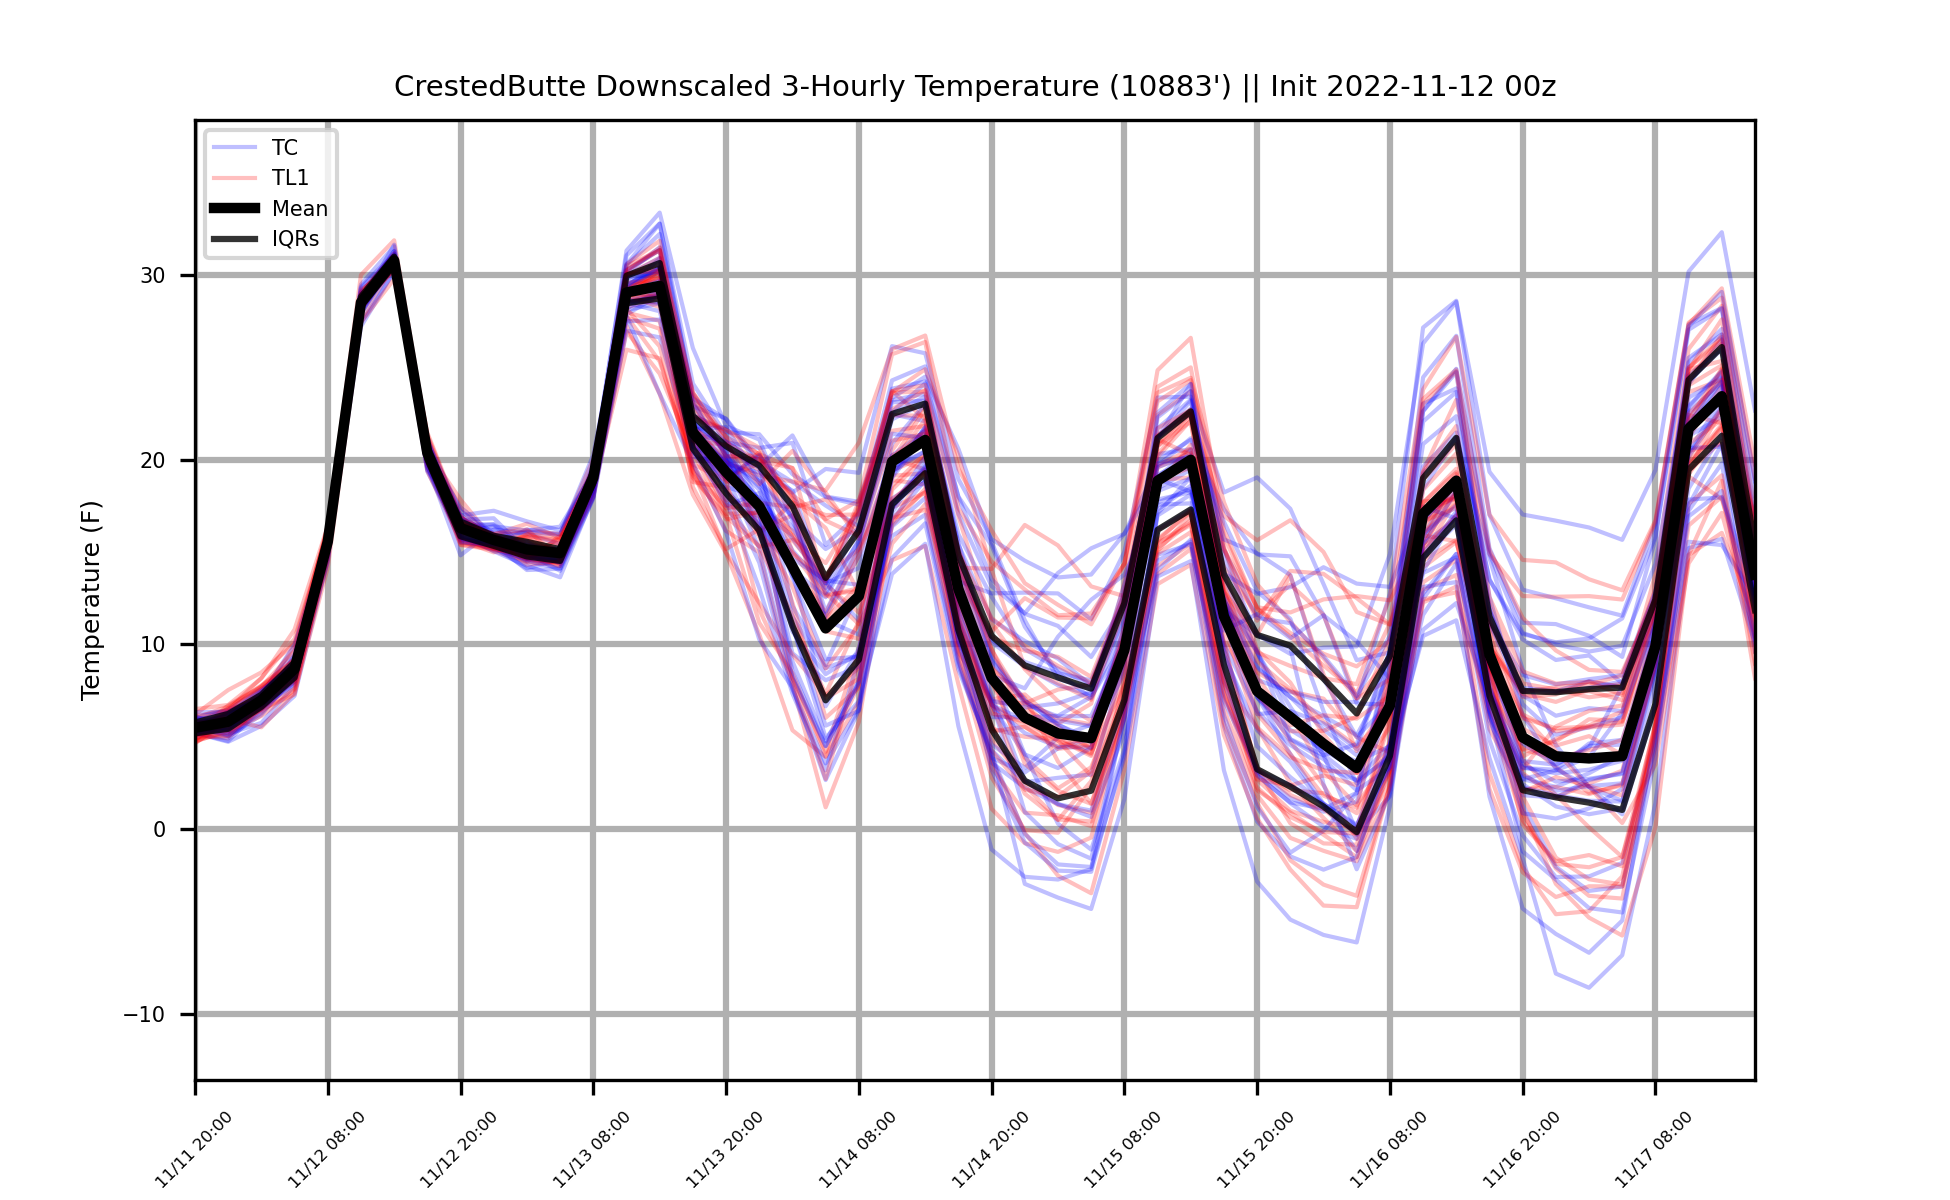 CrestedButte Downscaled 3-Hourly Temperature (10883') || Init 2022-11-12 00z
TC
TL1
Mean
IQRs
Temperature (F)
30
20
10
0
−10
11/11 20:00
11/12 08:00
11/12 20:00
11/13 08:00
11/13 20:00
11/14 08:00
11/14 20:00
11/15 08:00
11/15 20:00
11/16 08:00
11/16 20:00
11/17 08:00